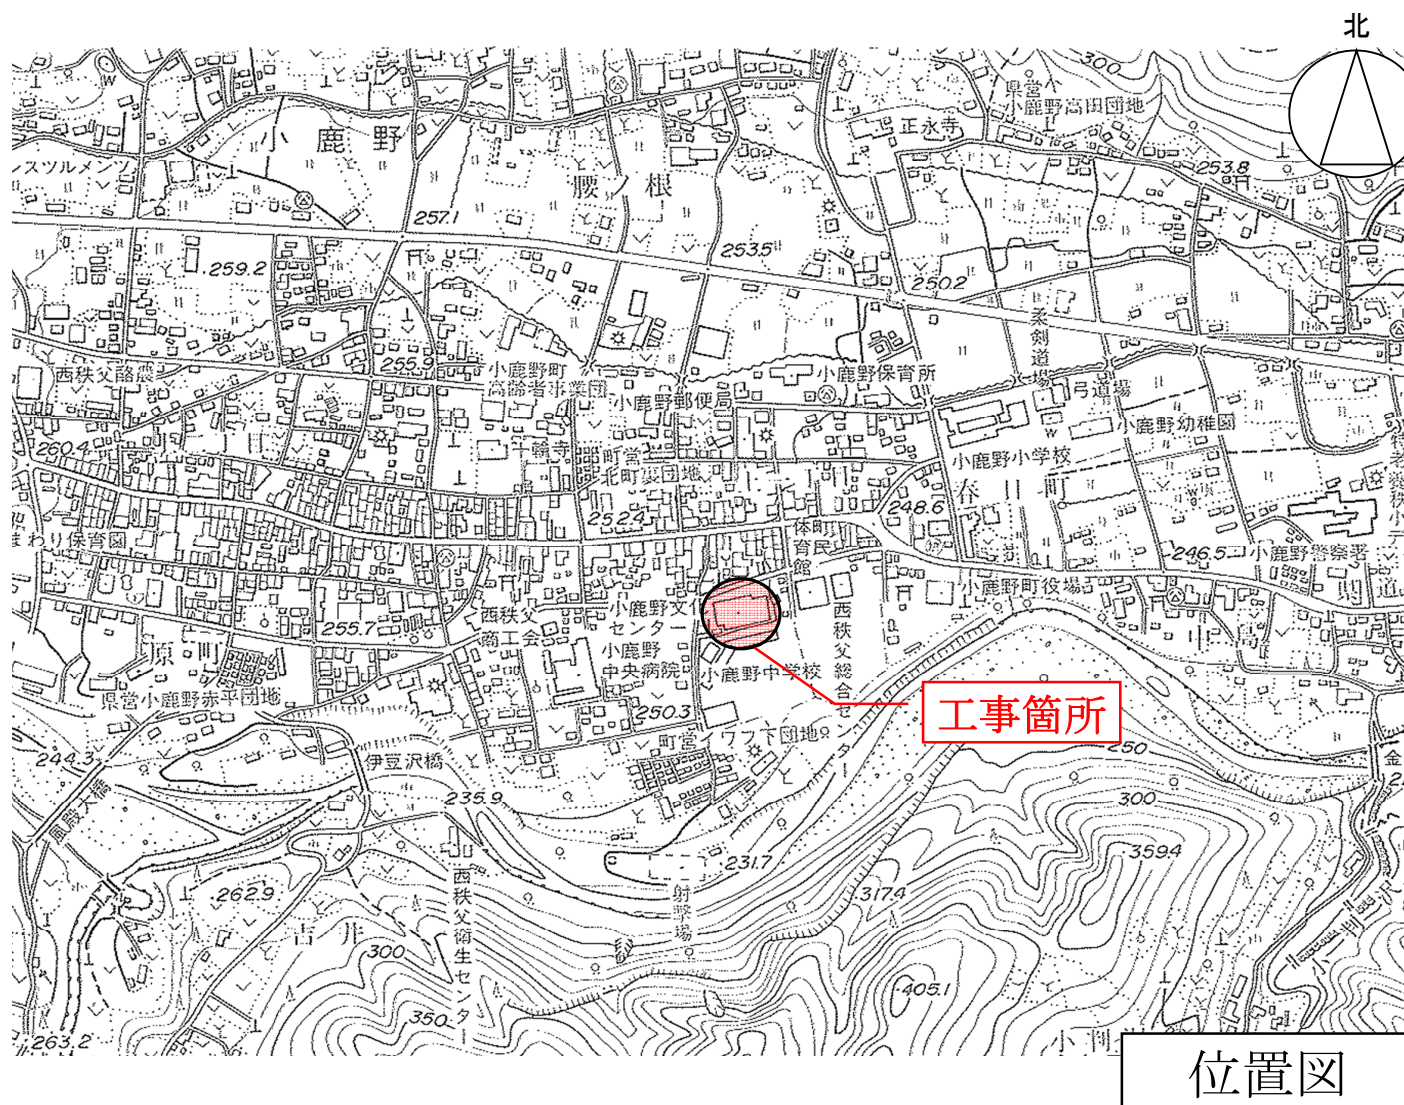 北
300
県営
小鹿野高田団地
正永寺
小鹿野
253.8
腰ノ根
257.1
253.5
259.2
250.2
柔剣道場
255.9
西秩父酪農
小鹿野町
高齢者事業団
小鹿野保育所
小鹿野郵便局
弓道場
小鹿野幼稚園
260.4
十輪寺
町営
北町裏団地
小鹿野小学校
春日町
248.6
252.4
町民
体育館
まわり保育園
246.5
小鹿野警察署
小鹿野町役場
西秩父
商工会
小鹿野文化
センター
西秩父総合センター
255.7
原町
小鹿野
中央病院
小鹿野中学校
県営小鹿野赤平団地
250.3
工事箇所
町営ノワフ下団地
250
244.3
伊豆沢橋
金
235.9
300
359.4
231.7
262.9
317.4
西秩父衛生センター
射撃場
吉井
300
405.1
350
263.2
位置図